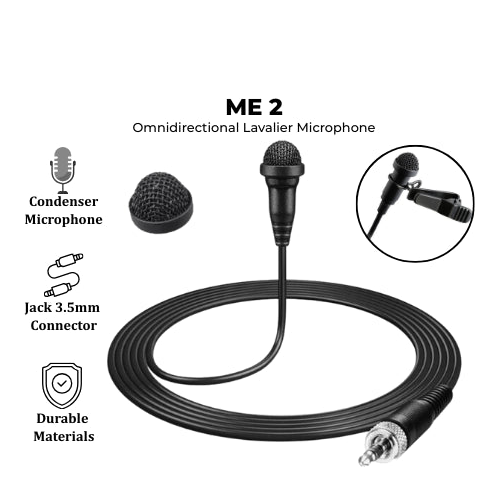 ME 2
Omnidirectional Lavalier Microphone
Condenser
Microphone
Jack 3.5mm
Connector
Durable
Materials